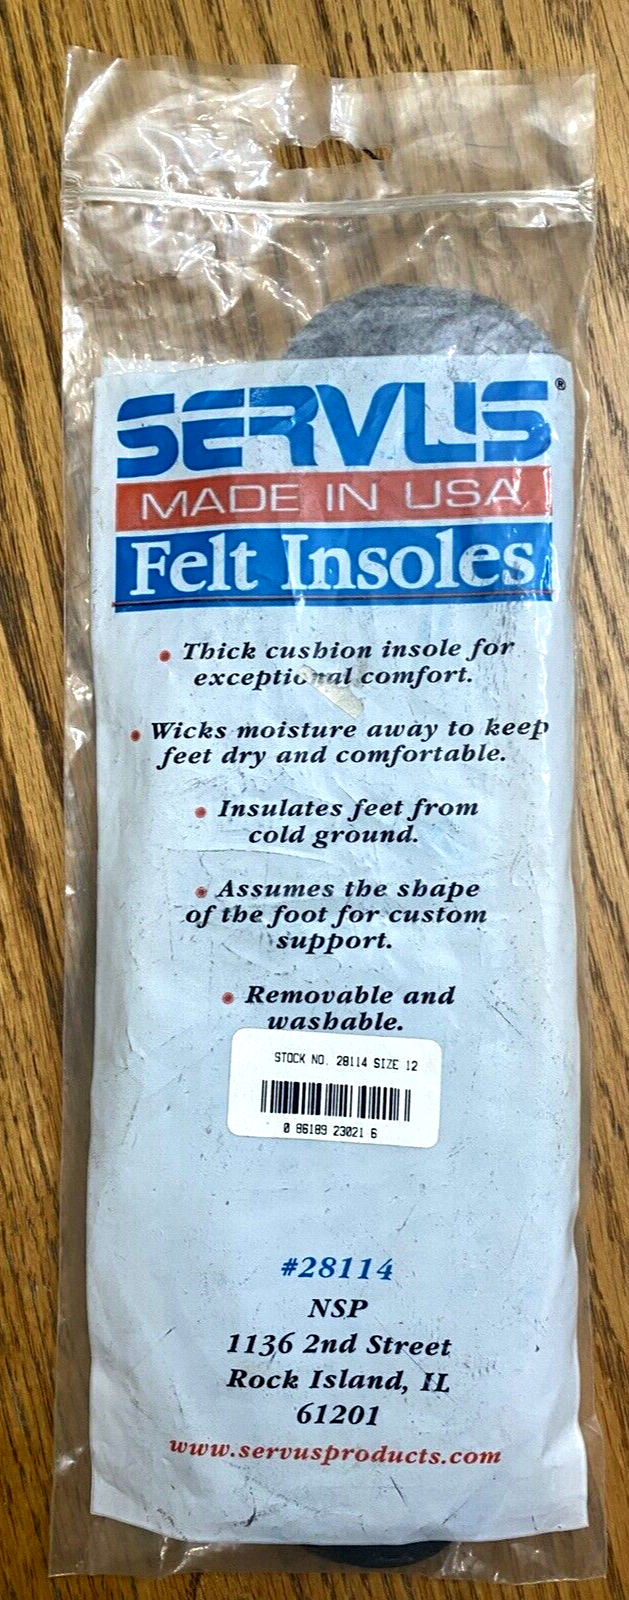 SERVUS®
MADE IN USA
Felt Insoles
• Thick cushion insole for
exceptional comfort.
• Wicks moisture away to keep
feet dry and comfortable.
• Insulates feet from
cold ground.
• Assumes the shape
of the foot for custom
support.
• Removable and
washable.
STOCK NO. 28114 SIZE 12
0 86189 23021 6
#28114
NSP
1136 2nd Street
Rock Island, IL
61201
www.servusproducts.com